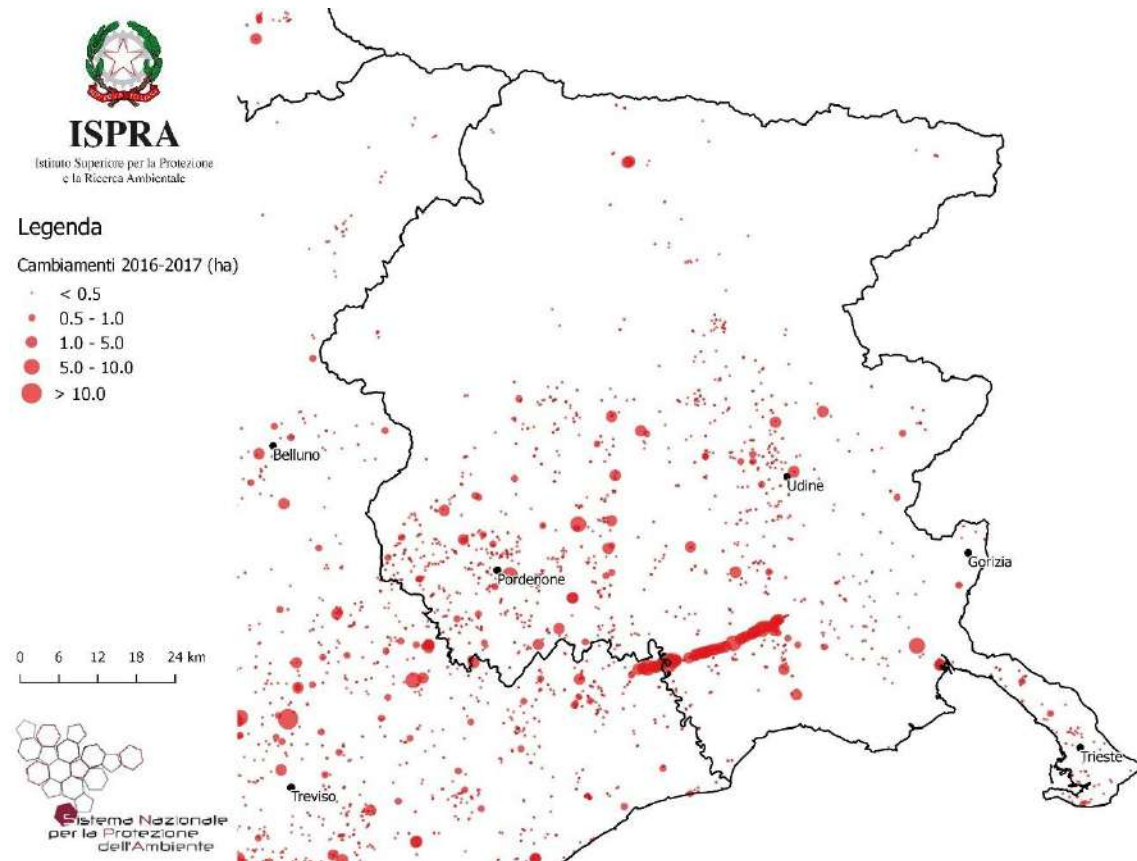 ISPRA
Istituto Superiore per la Protezione
e la Ricerca Ambientale
Legenda
Cambiamenti 2016-2017 (ha)
< 0.5
0.5 - 1.0
1.0 - 5.0
5.0 - 10.0
> 10.0
Belluno
Udine
Gorizia
Pordenone
0 6 12 18 24 km
Trieste
Treviso
Sistema Nazionale
per la Protezione
dell'Ambiente